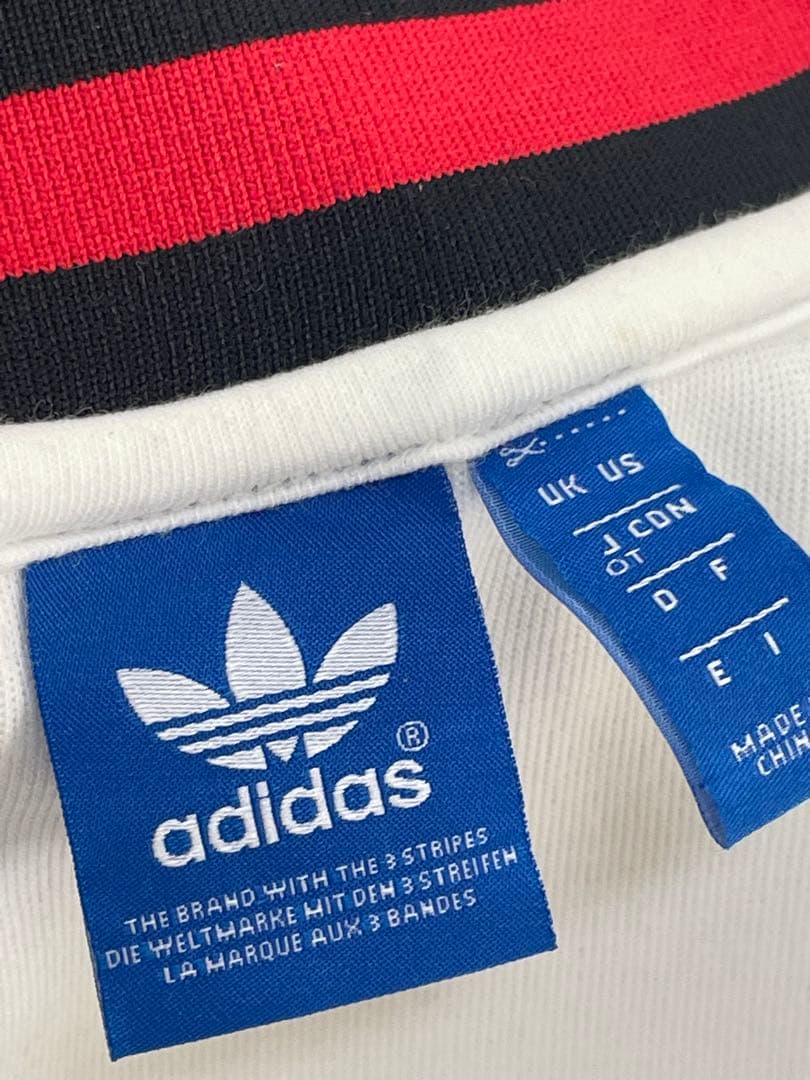 ®
adidas
THE BRAND WITH THE 3 STRIPES
DIE WELTMARKE MIT DEN 3 STREIFEN
LA MARQUE AUX 3 BANDES
UK US
J CDN
OT
D F
E I
MADE